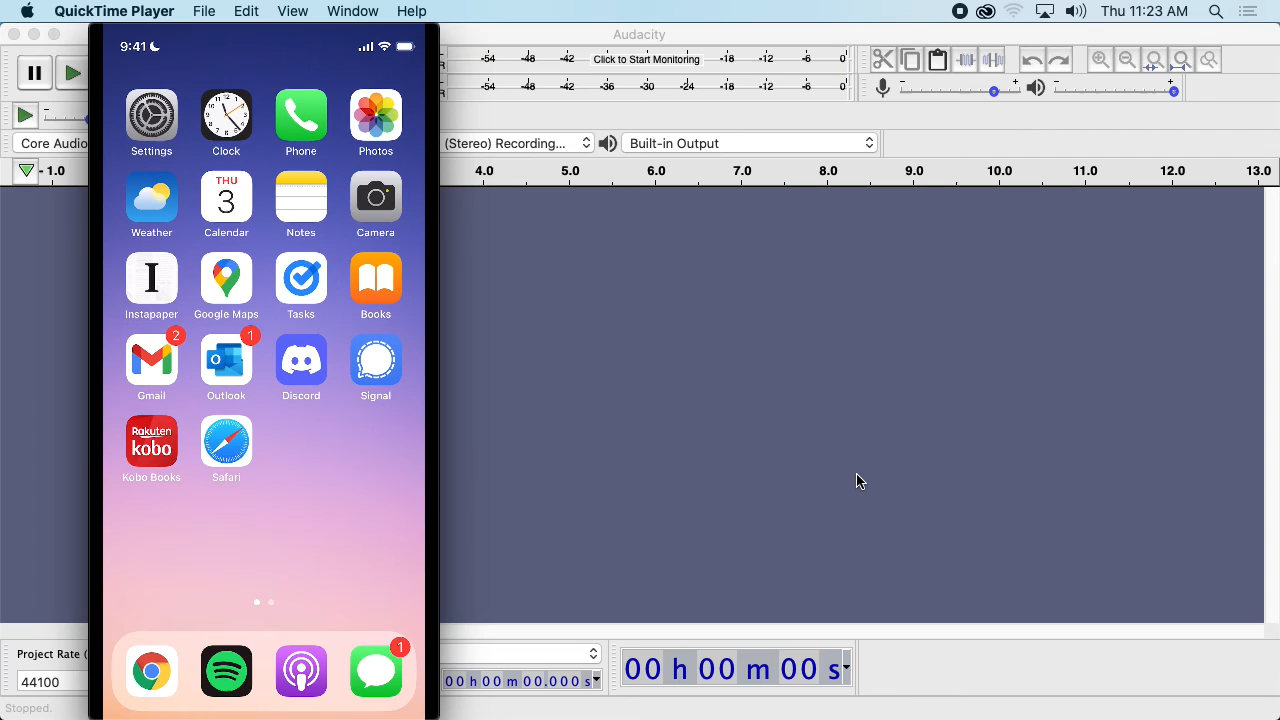 QuickTime Player File Edit View Window Help Thu 11:23 AM
Audacity
9:41
R -54 -48 -42 Click to Start Monitoring -18 -12 -6 0
R -54 -48 -42 -36 -30 -24 -18 -12 -6 0
Core Audio (Stereo) Recording... Built-in Output
-1.0 4.0 5.0 6.0 7.0 8.0 9.0 10.0 11.0 12.0 13.0
Settings Clock Phone Photos
THU
3
Weather Calendar Notes Camera
I
Instapaper Google Maps Tasks Books
2 1
Gmail Outlook Discord Signal
Rakuten
kobo
Kobo Books Safari
1
Project Rate (
44100 00 h 00 m 00.000 s 00 h 00 m 00 s
Stopped.